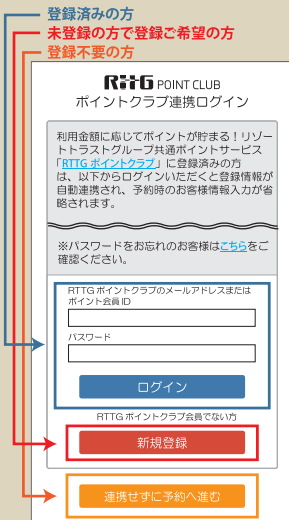 登録済みの方
未登録の方で登録ご希望の方
登録不要の方
RTTG POINT CLUB
ポイントクラブ連携ログイン
利用金額に応じてポイントが貯まる！リゾー
トトラストグループ共通ポイントサービス
「RTTG ポイントクラブ」に登録済みの方
は、以下からログインいただくと登録情報が
自動連携され、予約時のお客様情報入力が省
略されます。
※パスワードをお忘れのお客様はこちらをご
確認ください。
RTTG ポイントクラブのメールアドレスまたは
ポイント会員 ID
パスワード
ログイン
RTTG ポイントクラブ会員でない方
新規登録
連携せずに予約へ進む